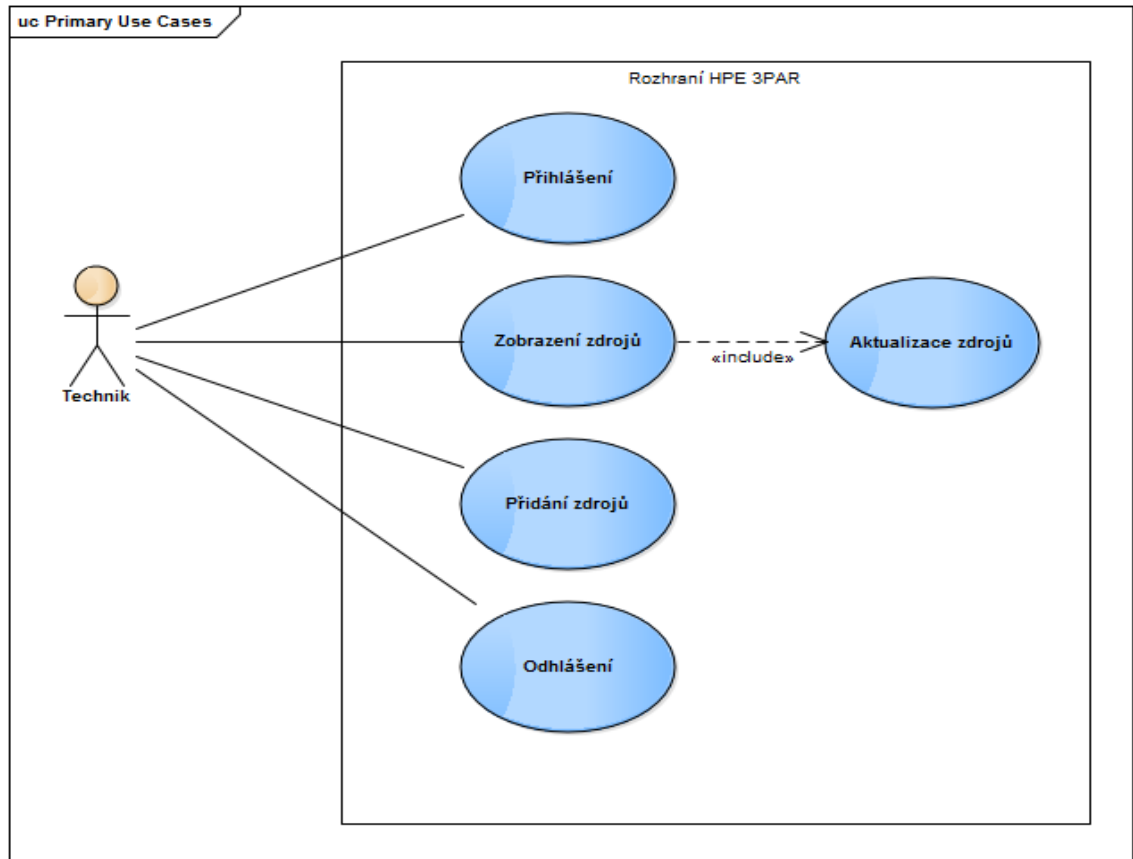 uc Primary Use Cases
Rozhraní HPE 3PAR
Přihlášení
Zobrazení zdrojů
«include»
Aktualizace zdrojů
Technik
Přidání zdrojů
Odhlášení